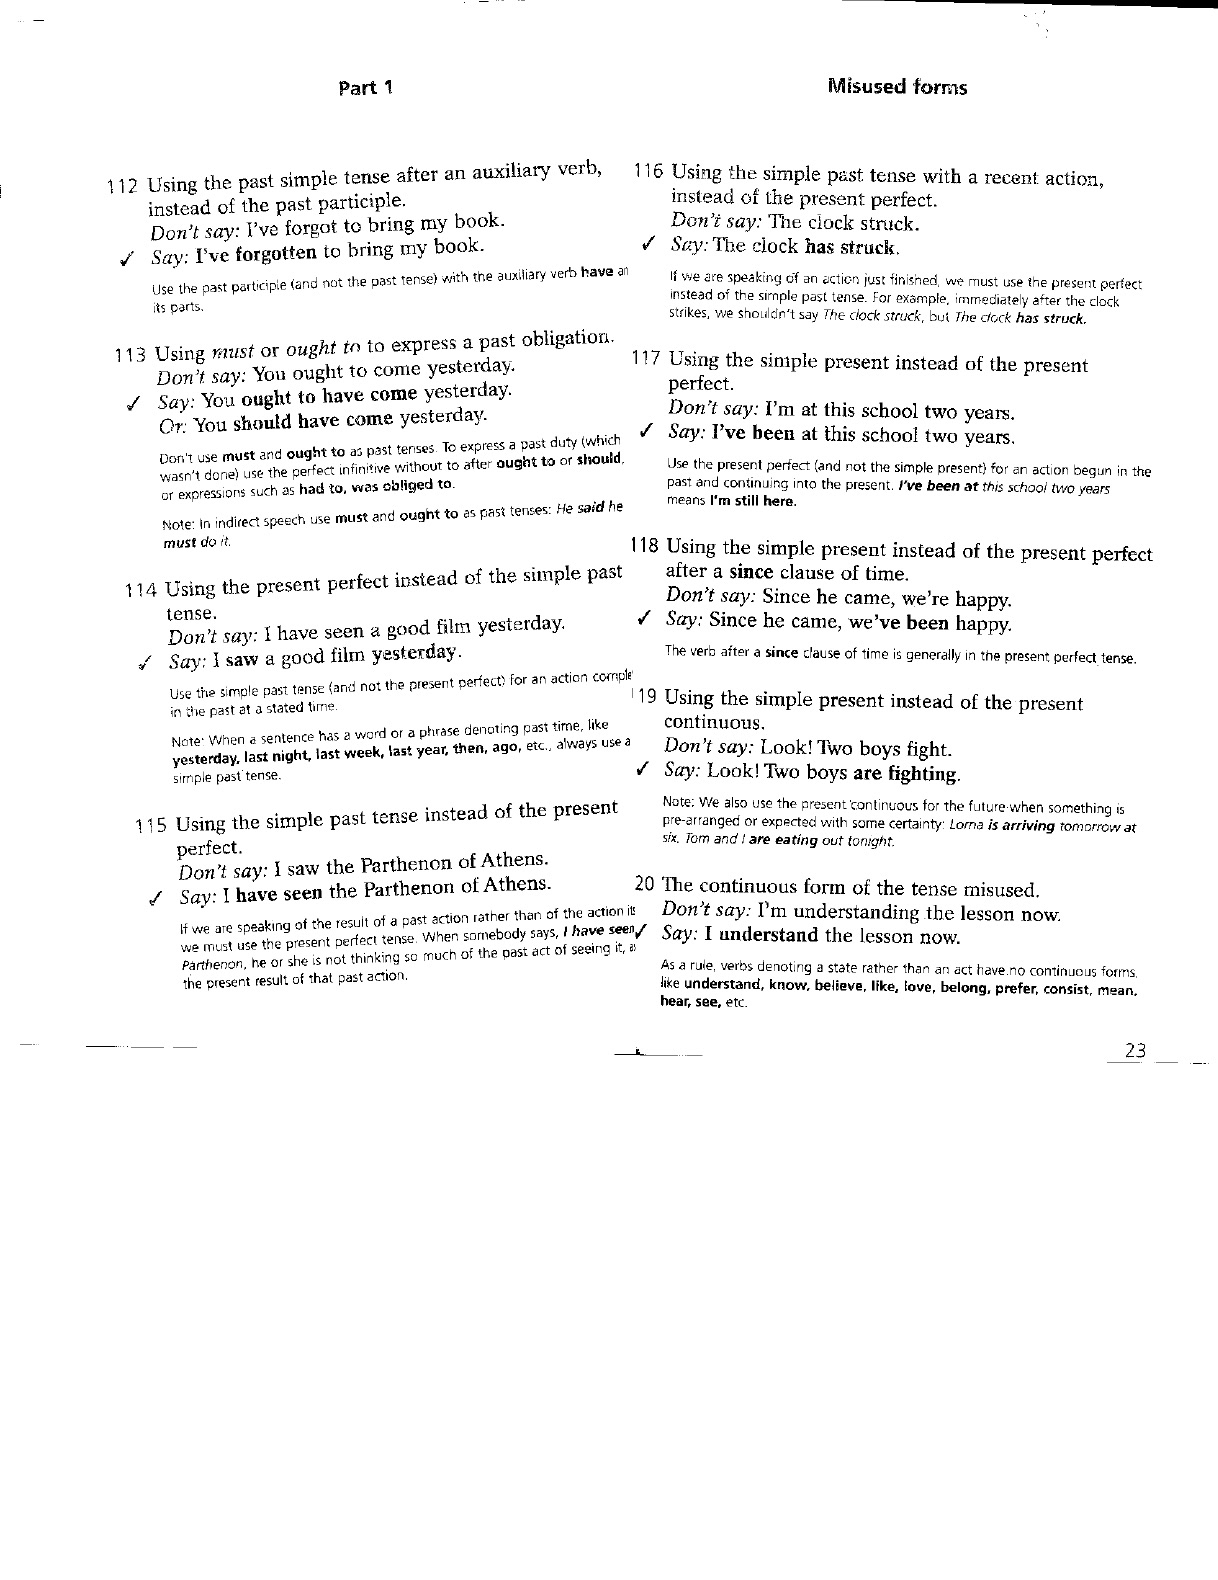 Part 1
112 Using the past simple tense after an auxiliary verb,
instead of the past participle.
Don't say: I've forgot to bring my book.
✓ Say: I've forgotten to bring my book.
Use the past participle (and not the past tense) with the auxiliary verb have an
its parts.
113 Using must or ought to to express a past obligation.
Don't say: You ought to come yesterday.
✓ Say: You ought to have come yesterday.
Or: You should have come yesterday.
Don't use must and ought to as past tenses. To express a past duty (which
wasn't done) use the perfect infinitive without to after ought to or should,
or expressions such as had to, was obliged to.
Note: In indirect speech use must and ought to as past tenses: He said he
must do it.
114 Using the present perfect instead of the simple past
tense.
Don't say: I have seen a good film yesterday.
✓ Say: I saw a good film yesterday.
Use the simple past tense (and not the present perfect) for an action comple
in the past at a stated time.
Note: When a sentence has a word or a phrase denoting past time, like
yesterday, last night, last week, last year, then, ago, etc., always use a
simple past tense.
115 Using the simple past tense instead of the present
perfect.
Don't say: I saw the Parthenon of Athens.
✓ Say: I have seen the Parthenon of Athens.
If we are speaking of the result of a past action rather than of the action its
we must use the present perfect tense. When somebody says, I have seen
Parthenon, he or she is not thinking so much of the past act of seeing it, as
the present result of that past action.
Misused forms
116 Using the simple past tense with a recent action,
instead of the present perfect.
Don't say: The clock struck.
✓ Say: The clock has struck.
If we are speaking of an action just finished, we must use the present perfect
instead of the simple past tense. For example, immediately after the clock
strikes, we shouldn't say The clock struck, but The clock has struck.
117 Using the simple present instead of the present
perfect.
Don't say: I'm at this school two years.
✓ Say: I've been at this school two years.
Use the present perfect (and not the simple present) for an action begun in the
past and continuing into the present. I've been at this school two years
means I'm still here.
118 Using the simple present instead of the present perfect
after a since clause of time.
Don't say: Since he came, we're happy.
✓ Say: Since he came, we've been happy.
The verb after a since clause of time is generally in the present perfect tense.
119 Using the simple present instead of the present
continuous.
Don't say: Look! Two boys fight.
✓ Say: Look! Two boys are fighting.
Note: We also use the present continuous for the future when something is
pre-arranged or expected with some certainty: Lorna is arriving tomorrow at
six. Tom and I are eating out tonight.
20 The continuous form of the tense misused.
Don't say: I'm understanding the lesson now.
✓ Say: I understand the lesson now.
As a rule, verbs denoting a state rather than an act have no continuous forms,
like understand, know, believe, like, love, belong, prefer, consist, mean,
hear, see, etc.
23